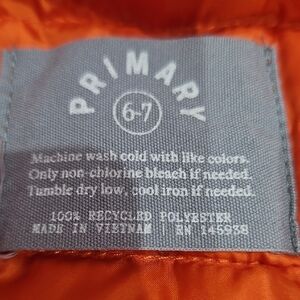 PRIMARY
6-7
Machine wash cold with like colors.
Only non-chlorine bleach if needed.
Tumble dry low, cool iron if needed.
100% RECYCLED POLYESTER
MADE IN VIETNAM | RN 145938